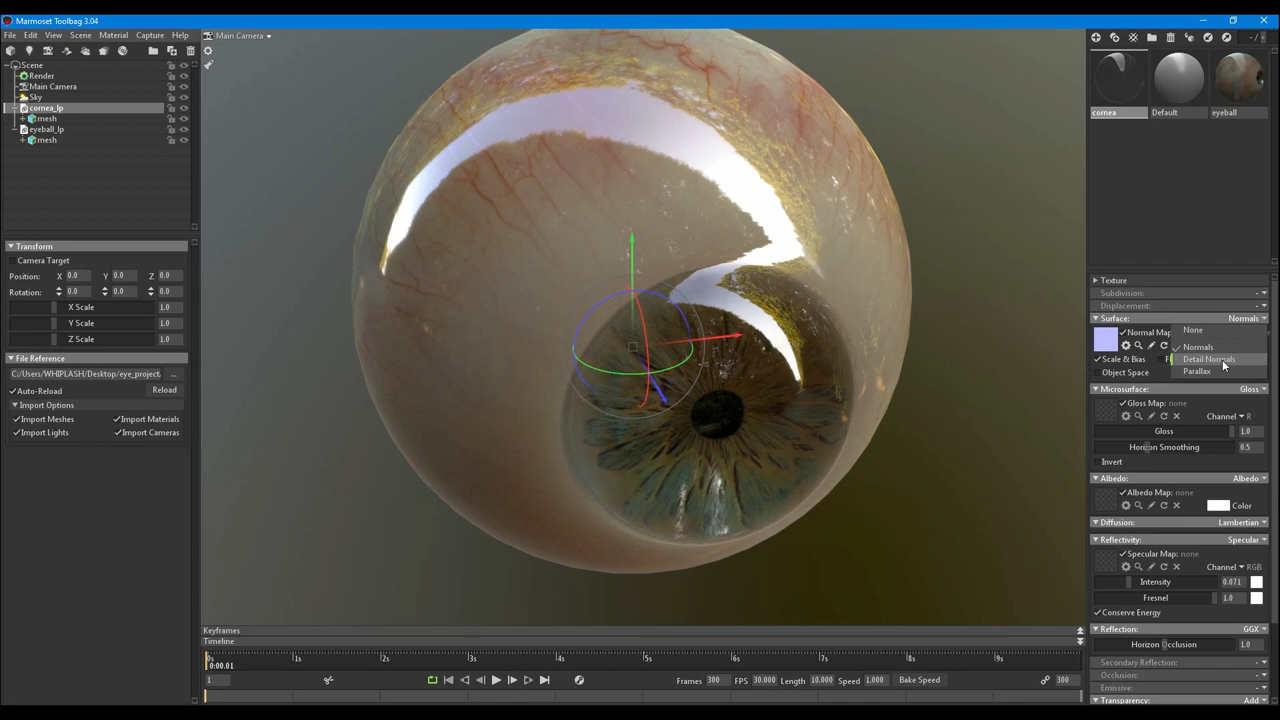 Marmoset Toolbag 3.04
File Edit View Scene Material Capture Help
Scene
Render
Main Camera
Sky
cornea_lp
mesh
eyeball_lp
mesh
Transform
Camera Target
Position: X 0.0 Y 0.0 Z 0.0
Rotation: 0.0 0.0 0.0
X Scale 1.0
Y Scale 1.0
Z Scale 1.0
File Reference
C:/Users/WHIPLASH/Desktop/eye_project, ...
Auto-Reload Reload
Import Options
Import Meshes Import Materials
Import Lights Import Cameras
Main Camera
Keyframes
Timeline
0s 1s 2s 3s 4s 5s 6s 7s 8s 9s
0:00.01
1 Frames 300 FPS 30.000 Length 10.000 Speed 1.000 Bake Speed 300
- /
cornea Default eyeball
Texture
Subdivision: -
Displacement: -
Surface: Normals
Normal Map
None
Normals
Detail Normals
Parallax
Scale & Bias
Object Space
Microsurface: Gloss
Gloss Map: none
Channel R
Gloss 1.0
Horizon Smoothing 0.5
Invert
Albedo: Albedo
Albedo Map: none
Color
Diffusion: Lambertian
Reflectivity: Specular
Specular Map: none
Channel RGB
Intensity 0.071
Fresnel 1.0
Conserve Energy
Reflection: GGX
Horizon Occlusion 1.0
Secondary Reflection: -
Occlusion: -
Emissive: -
Transparency: Add